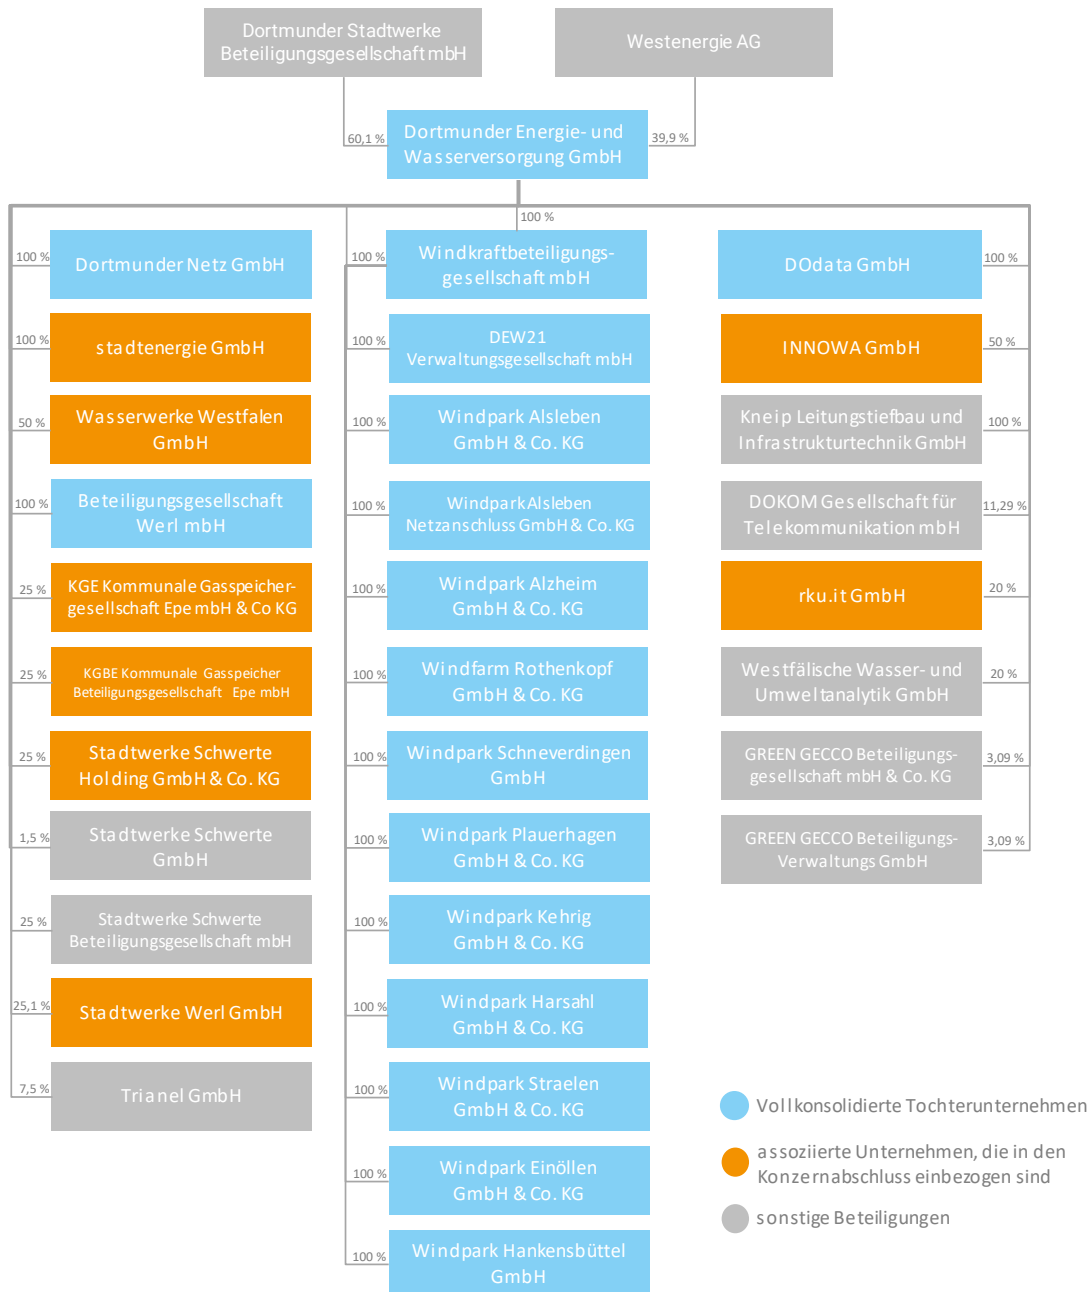 Dortmunder Stadtwerke
Beteiligungsgesellschaft mbH
Westenergie AG
60,1 %
Dortmunder Energie- und
Wasserversorgung GmbH
39,9 %
100 %
100 %
Dortmunder Netz GmbH
100 %
stadtenergie GmbH
50 %
Wasserwerke Westfalen
GmbH
100 %
Beteiligungsgesellschaft
Werl mbH
25 %
KGE Kommunale Gasspeicher-
gesellschaft Epe mbH & Co KG
25 %
KGBE Kommunale Gasspeicher
Beteiligungsgesellschaft Epe mbH
25 %
Stadtwerke Schwerte
Holding GmbH & Co. KG
1,5 %
Stadtwerke Schwerte
GmbH
25 %
Stadtwerke Schwerte
Beteiligungsgesellschaft mbH
25,1 %
Stadtwerke Werl GmbH
7,5 %
Trianel GmbH
100 %
Windkraftbeteiligungs-
gesellschaft mbH
100 %
DEW21
Verwaltungsgesellschaft mbH
100 %
Windpark Alsleben
GmbH & Co. KG
100 %
Windpark Alsleben
Netzanschluss GmbH & Co. KG
100 %
Windpark Alzheim
GmbH & Co. KG
100 %
Windfarm Rothenkopf
GmbH & Co. KG
100 %
Windpark Schneverdingen
GmbH
100 %
Windpark Plauerhagen
GmbH & Co. KG
100 %
Windpark Kehrig
GmbH & Co. KG
100 %
Windpark Harsahl
GmbH & Co. KG
100 %
Windpark Straelen
GmbH & Co. KG
100 %
Windpark Einöllen
GmbH & Co. KG
100 %
Windpark Hankensbüttel
GmbH
DOdata GmbH
100 %
INNOWA GmbH
50 %
Kneip Leitungstiefbau und
Infrastrukturtechnik GmbH
100 %
DOKOM Gesellschaft für
Telekommunikation mbH
11,29 %
rku.it GmbH
20 %
Westfälische Wasser- und
Umweltanalytik GmbH
20 %
GREEN GECCO Beteiligungs-
gesellschaft mbH & Co. KG
3,09 %
GREEN GECCO Beteiligungs-
Verwaltungs GmbH
3,09 %
Vollkonsolidierte Tochterunternehmen
assoziierte Unternehmen, die in den
Konzernabschluss einbezogen sind
sonstige Beteiligungen